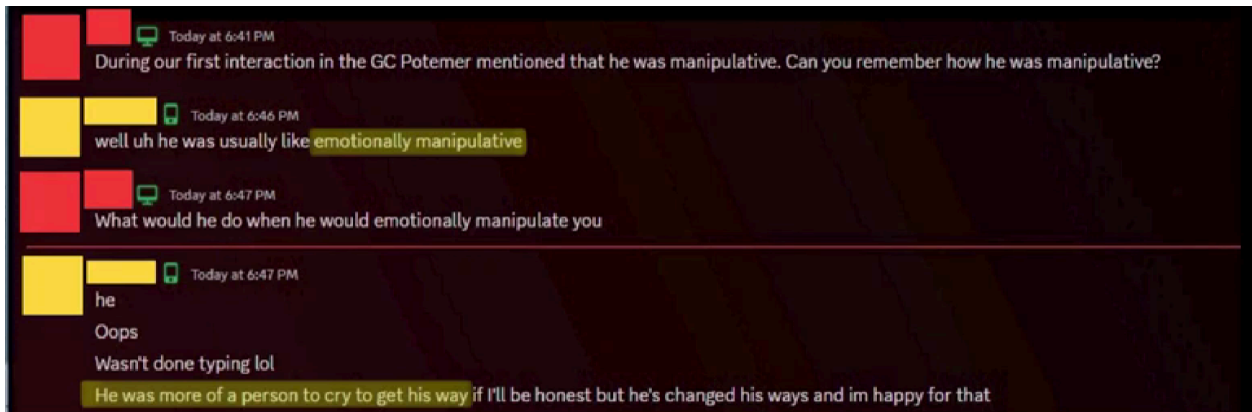 Today at 6:41 PM
During our first interaction in the GC Potemer mentioned that he was manipulative. Can you remember how he was manipulative?
Today at 6:46 PM
well uh he was usually like emotionally manipulative
Today at 6:47 PM
What would he do when he would emotionally manipulate you
Today at 6:47 PM
he
Oops
Wasn't done typing lol
He was more of a person to cry to get his way if I'll be honest but he's changed his ways and im happy for that